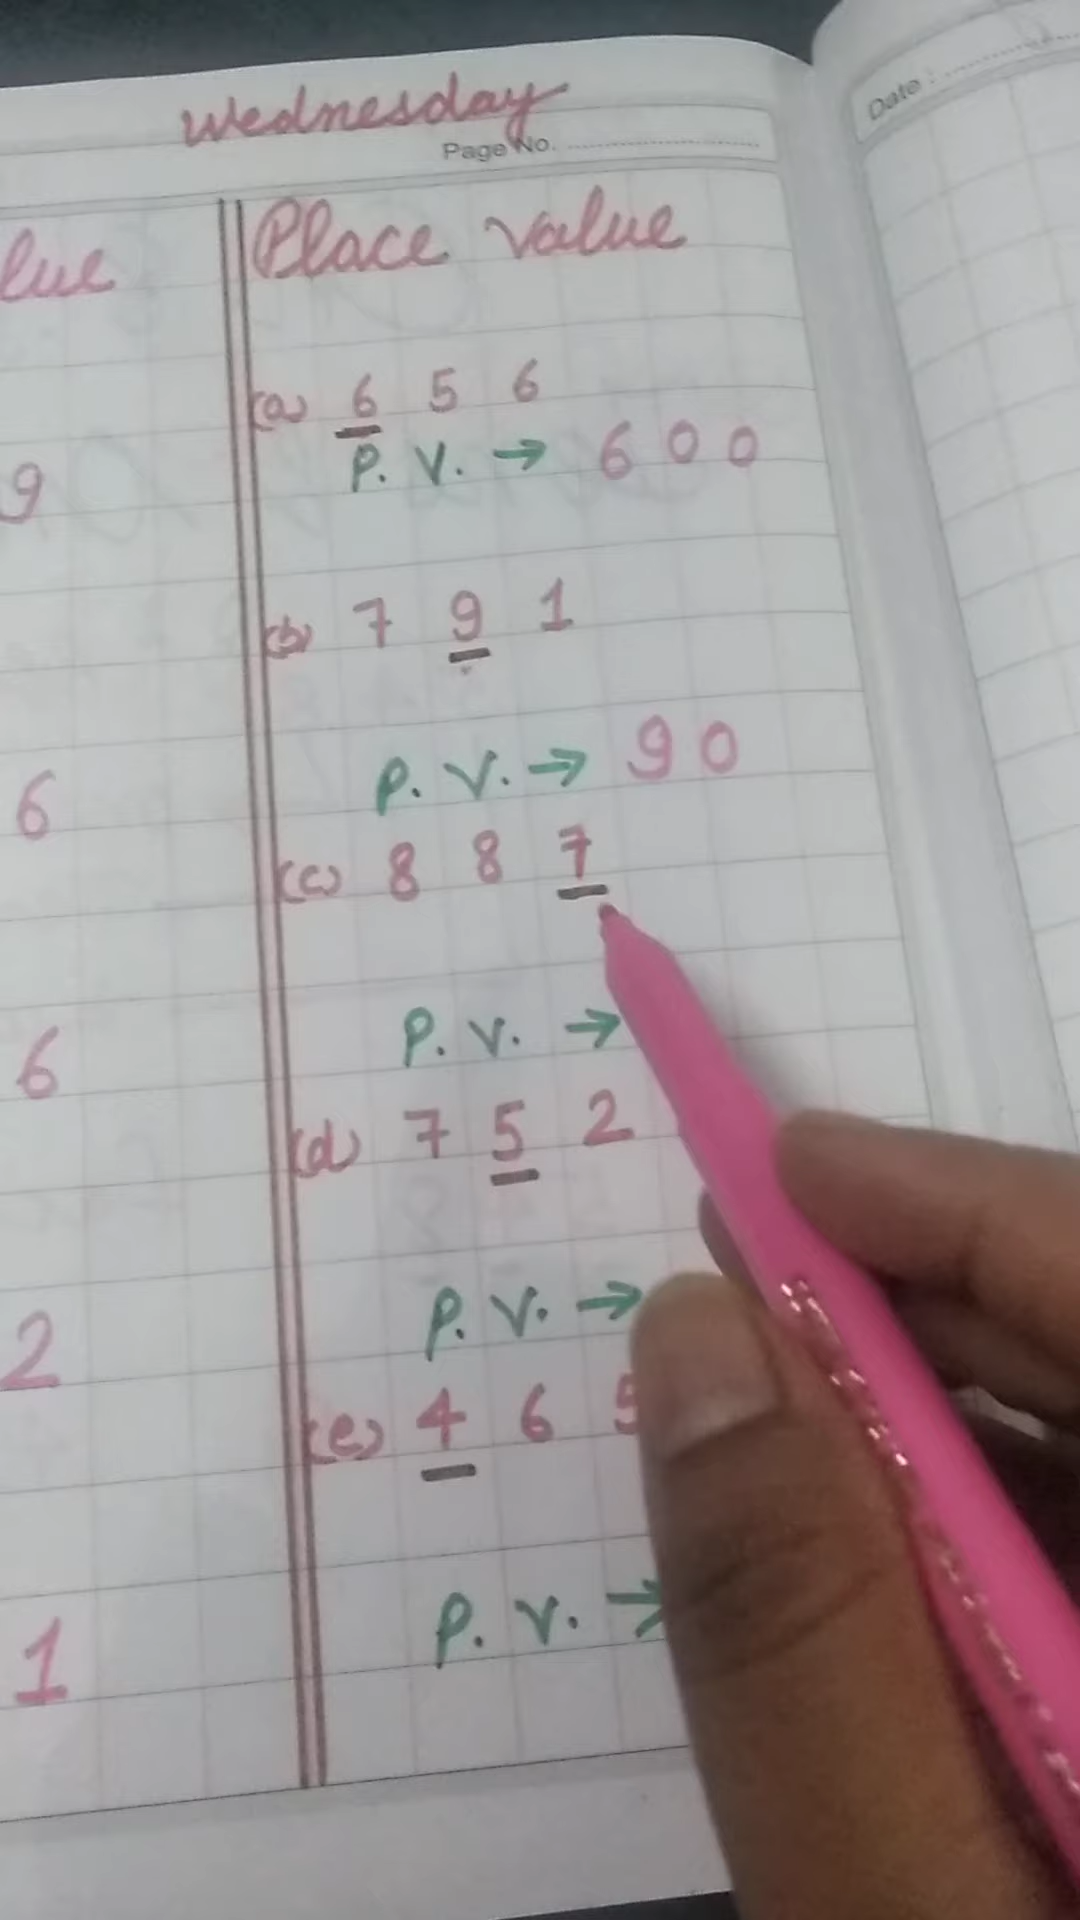 Wednesday
Page No.
Date :
lue
Place value
(a) 6 5 6
P. V. → 6 0 0
9
(b) 7 9 1
P. V. → 9 0
6
(c) 8 8 7
P. V. →
6
(d) 7 5 2
P. V. →
2
(e) 4 6 5
P. V. →
1